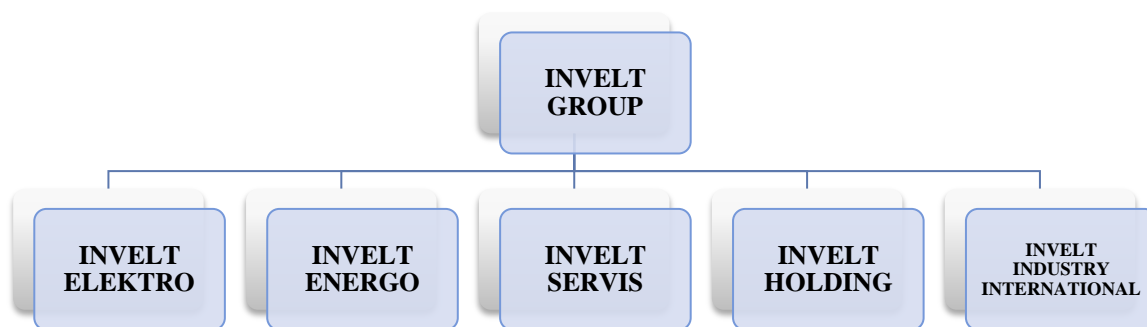 INVELT
GROUP
INVELT
ELEKTRO
INVELT
ENERGO
INVELT
SERVIS
INVELT
HOLDING
INVELT
INDUSTRY
INTERNATIONAL